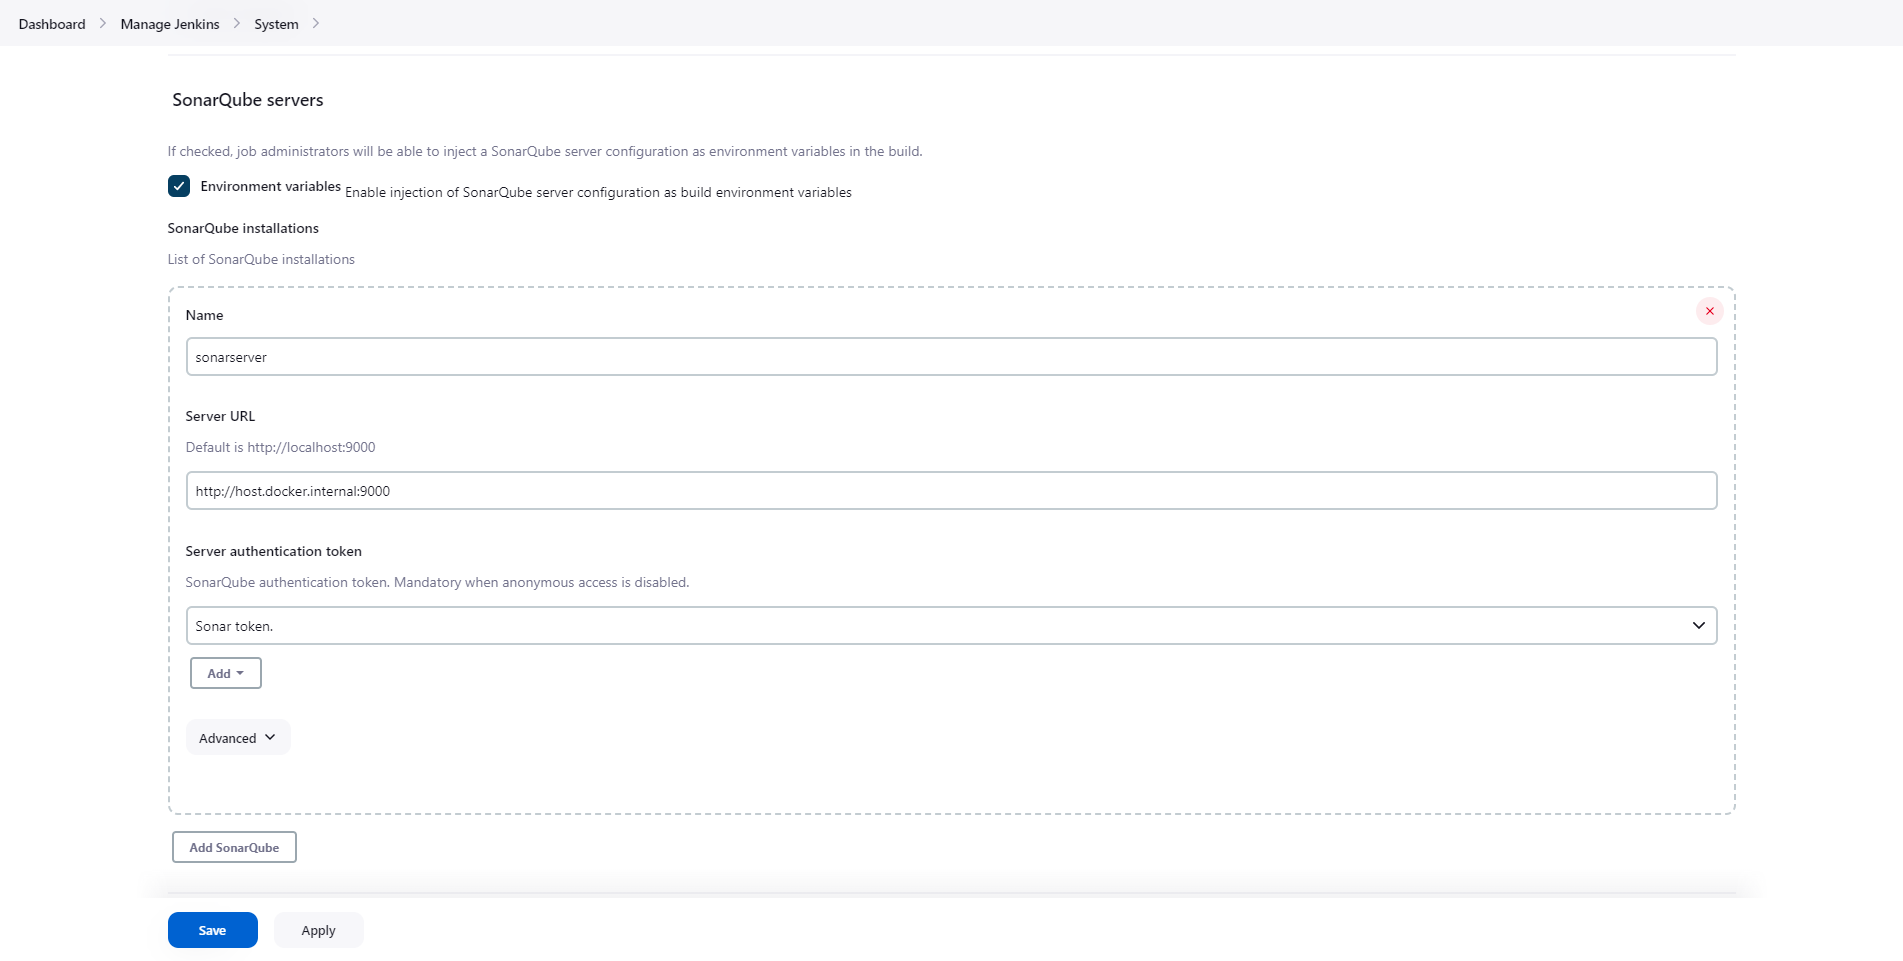 Dashboard > Manage Jenkins > System >
SonarQube servers
If checked, job administrators will be able to inject a SonarQube server configuration as environment variables in the build.
Environment variables Enable injection of SonarQube server configuration as build environment variables
SonarQube installations
List of SonarQube installations
Name
sonarserver
Server URL
Default is http://localhost:9000
http://host.docker.internal:9000
Server authentication token
SonarQube authentication token. Mandatory when anonymous access is disabled.
Sonar token.
Add
Advanced
Add SonarQube
Save Apply